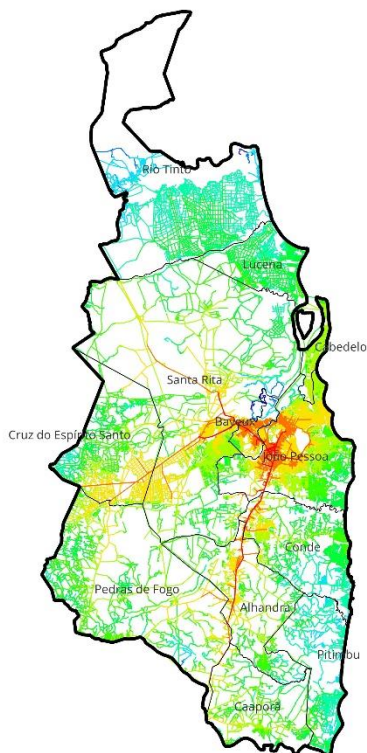 Rio Tinto
Lucena
Cabedelo
Santa Rita
Bayeux
Cruz do Espírito Santo
João Pessoa
Conde
Pedras de Fogo
Alhandra
Pitimbu
Caaporã